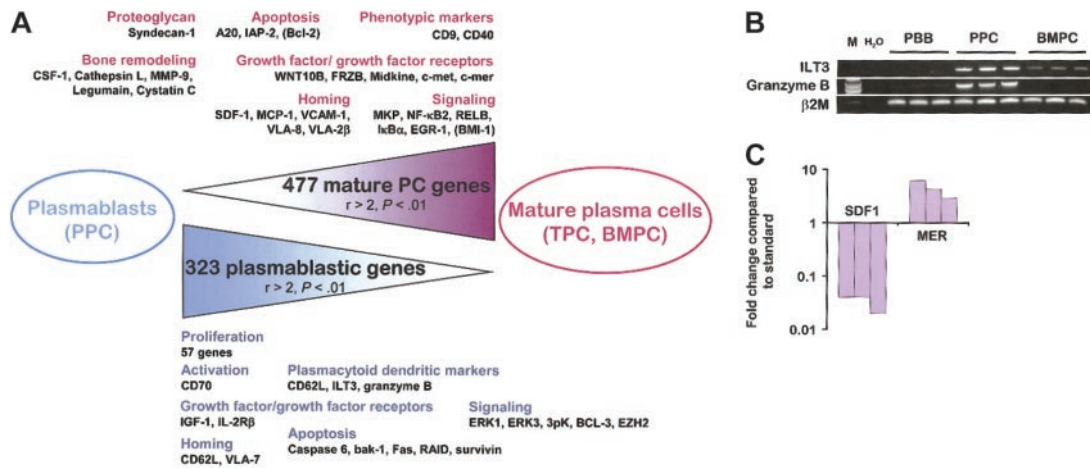 A
Proteoglycan
Syndecan-1
Apoptosis
A20, IAP-2, (Bcl-2)
Phenotypic markers
CD9, CD40
Bone remodeling
CSF-1, Cathepsin L, MMP-9,
Legumain, Cystatin C
Growth factor/ growth factor receptors
WNT10B, FRZB, Midkine, c-met, c-mer
Homing
SDF-1, MCP-1, VCAM-1,
VLA-8, VLA-2β
Signaling
MKP, NF-κB2, RELB,
IκBα, EGR-1, (BMI-1)
Plasmablasts
(PPC)
477 mature PC genes
r > 2, P < .01
Mature plasma cells
(TPC, BMPC)
323 plasmablastic genes
r > 2, P < .01
Proliferation
57 genes
Activation
CD70
Plasmacytoid dendritic markers
CD62L, ILT3, granzyme B
Growth factor/growth factor receptors
IGF-1, IL-2Rβ
Signaling
ERK1, ERK3, 3pK, BCL-3, EZH2
Homing
CD62L, VLA-7
Apoptosis
Caspase 6, bak-1, Fas, RAID, survivin
B
M H₂O PBB PPC BMPC
ILT3
Granzyme B
β2M
C
Fold change compared
to standard
10
1
0.1
0.01
SDF1
MER